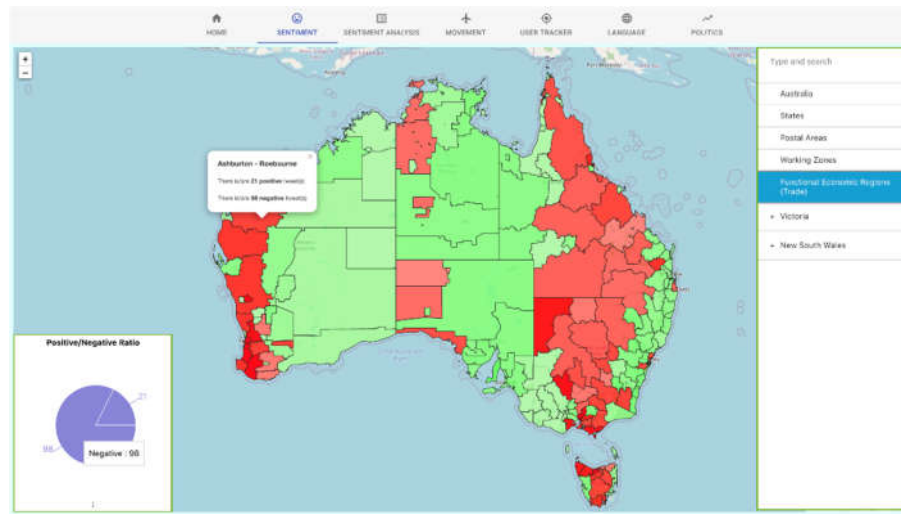 HOME
SENTIMENT
SENTIMENT ANALYSIS
MOVEMENT
USER TRACKER
LANGUAGE
POLITICS
+
−
Type and search
Australia
States
Postal Areas
Working Zones
Functional Economic Regions
(Trade)
+ Victoria
+ New South Wales
Ashburton - Roebourne
There is/are 21 positive tweet(s)
There is/are 98 negative tweet(s)
Positive/Negative Ratio
21
98
Negative : 98